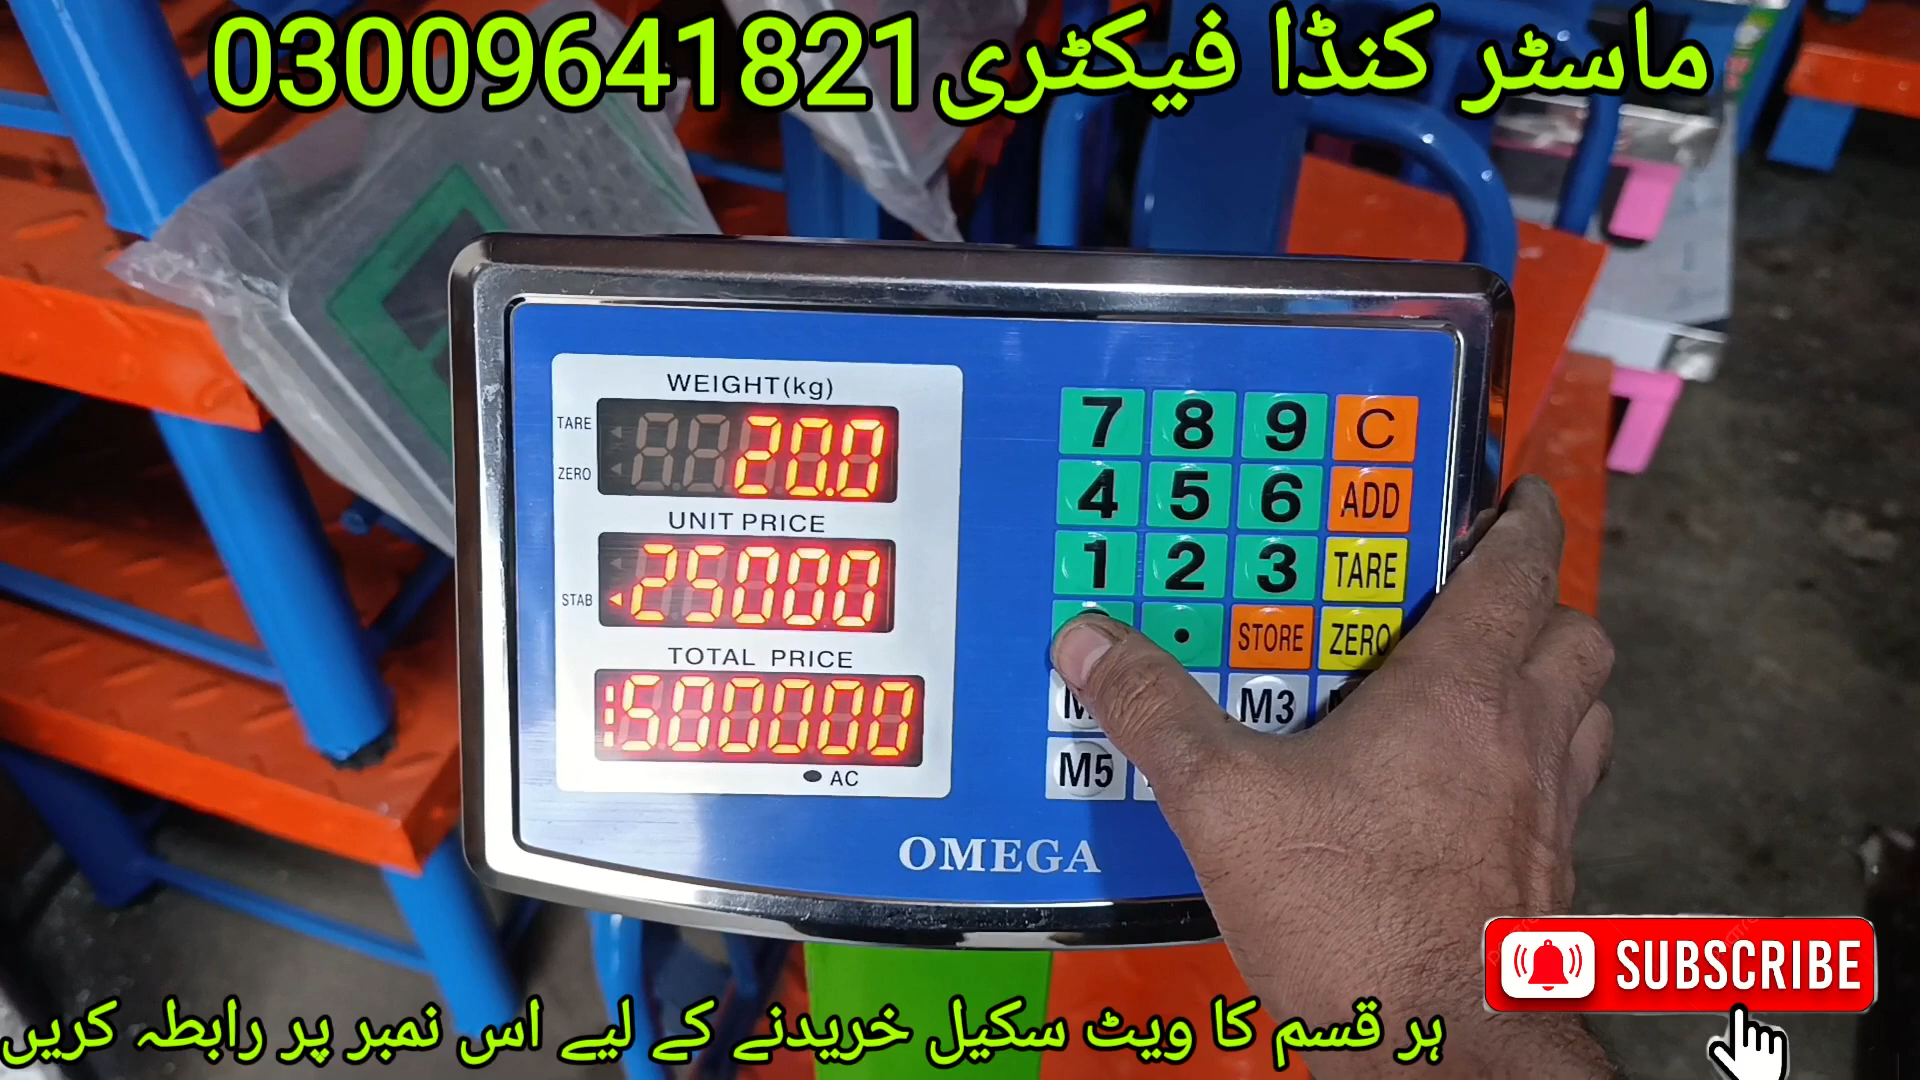 ماسٹر کنڈا فیکٹری 03009641821
WEIGHT(kg)
TARE
ZERO
20.0
UNIT PRICE
STAB
25000
TOTAL PRICE
500000
AC
7 8 9 C
4 5 6 ADD
1 2 3 TARE
. STORE ZERO
M3
M5
OMEGA
SUBSCRIBE
ہر قسم کا ویٹ سکیل خریدنے کے لیے اس نمبر پر رابطہ کریں